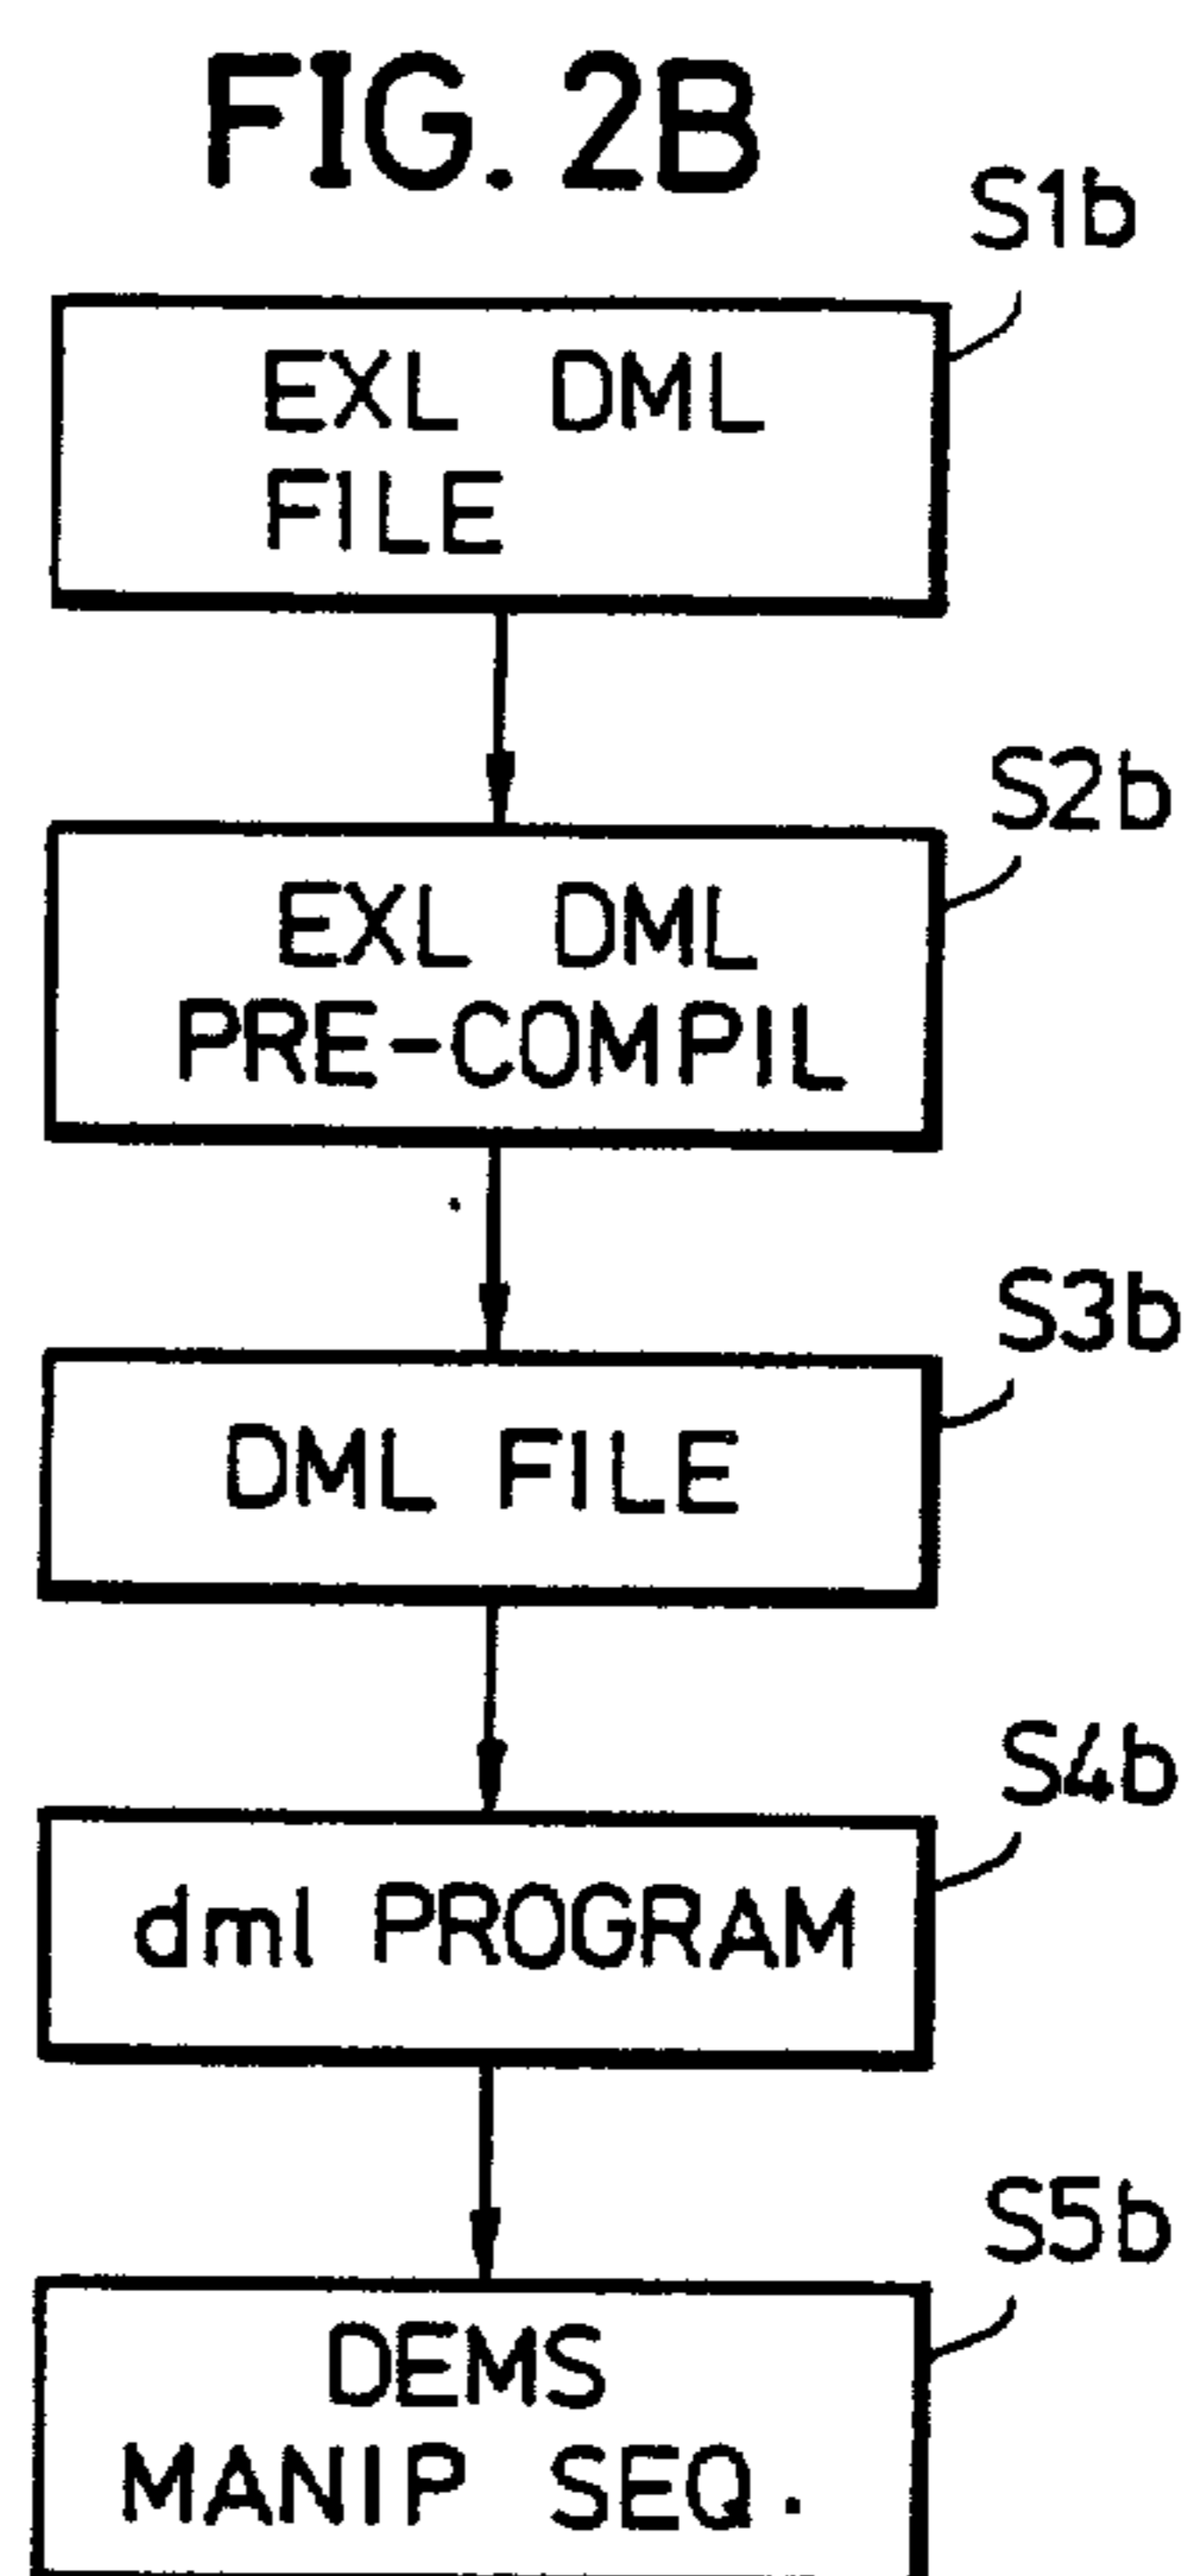 FIG. 2B
S1b
EXL DML
FILE
S2b
EXL DML
PRE-COMPIL
S3b
DML FILE
S4b
dml PROGRAM
S5b
DEMS
MANIP SEQ.